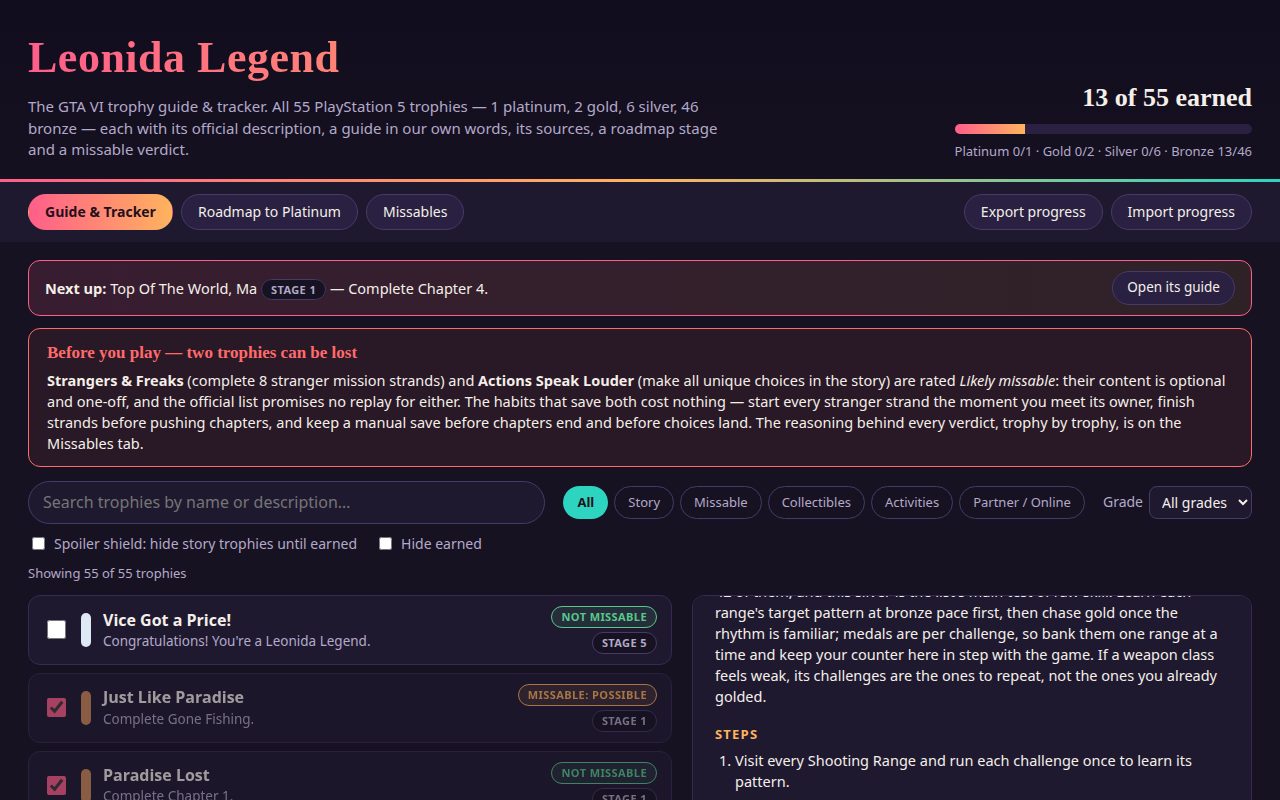 Leonida Legend
The GTA VI trophy guide & tracker. All 55 PlayStation 5 trophies — 1 platinum, 2 gold, 6 silver, 46
bronze — each with its official description, a guide in our own words, its sources, a roadmap stage
and a missable verdict.
13 of 55 earned
Platinum 0/1 · Gold 0/2 · Silver 0/6 · Bronze 13/46
Guide & Tracker
Roadmap to Platinum
Missables
Export progress
Import progress
Next up: Top Of The World, Ma STAGE 1 — Complete Chapter 4.
Open its guide
Before you play — two trophies can be lost
Strangers & Freaks (complete 8 stranger mission strands) and Actions Speak Louder (make all unique choices in the story) are rated Likely missable: their content is optional
and one-off, and the official list promises no replay for either. The habits that save both cost nothing — start every stranger strand the moment you meet its owner, finish
strands before pushing chapters, and keep a manual save before chapters end and before choices land. The reasoning behind every verdict, trophy by trophy, is on the
Missables tab.
Search trophies by name or description...
All
Story
Missable
Collectibles
Activities
Partner / Online
Grade
All grades
Spoiler shield: hide story trophies until earned
Hide earned
Showing 55 of 55 trophies
Vice Got a Price!
Congratulations! You're a Leonida Legend.
NOT MISSABLE
STAGE 5
Just Like Paradise
Complete Gone Fishing.
MISSABLE: POSSIBLE
STAGE 1
Paradise Lost
Complete Chapter 1.
NOT MISSABLE
STAGE 1
range's target pattern at bronze pace first, then chase gold once the
rhythm is familiar; medals are per challenge, so bank them one range at a
time and keep your counter here in step with the game. If a weapon class
feels weak, its challenges are the ones to repeat, not the ones you already
golded.
STEPS
1. Visit every Shooting Range and run each challenge once to learn its
pattern.